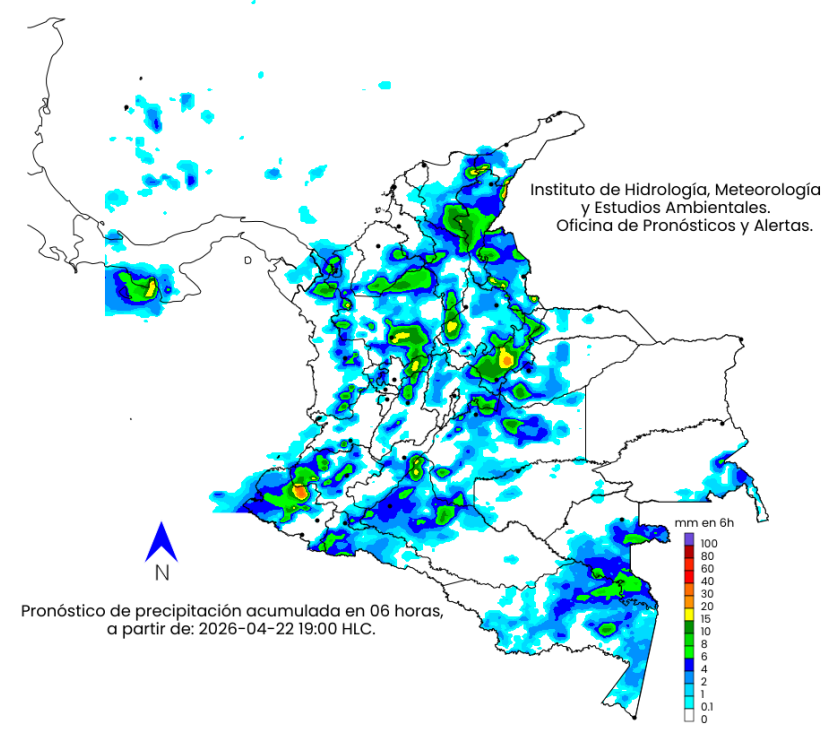 Instituto de Hidrología, Meteorología
y Estudios Ambientales.
Oficina de Pronósticos y Alertas.
D
N
Pronóstico de precipitación acumulada en 06 horas,
a partir de: 2026-04-22 19:00 HLC.
mm en 6h
100
80
60
40
30
20
15
10
8
6
4
2
1
0.1
0